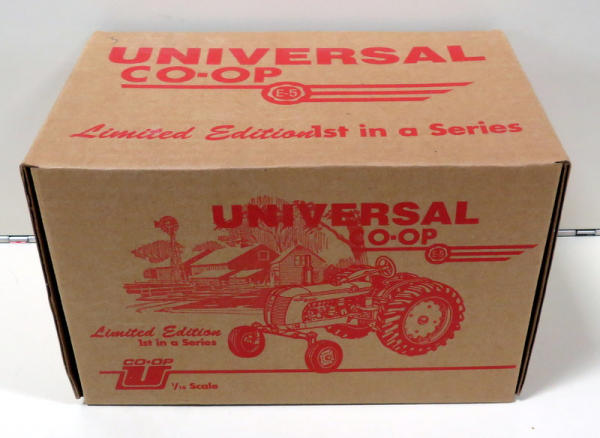 UNIVERSAL
CO-OP
E-5
Limited Edition 1st in a Series
UNIVERSAL
CO-OP
E-5
Limited Edition
1st in a Series
CO-OP
U
1/16 Scale